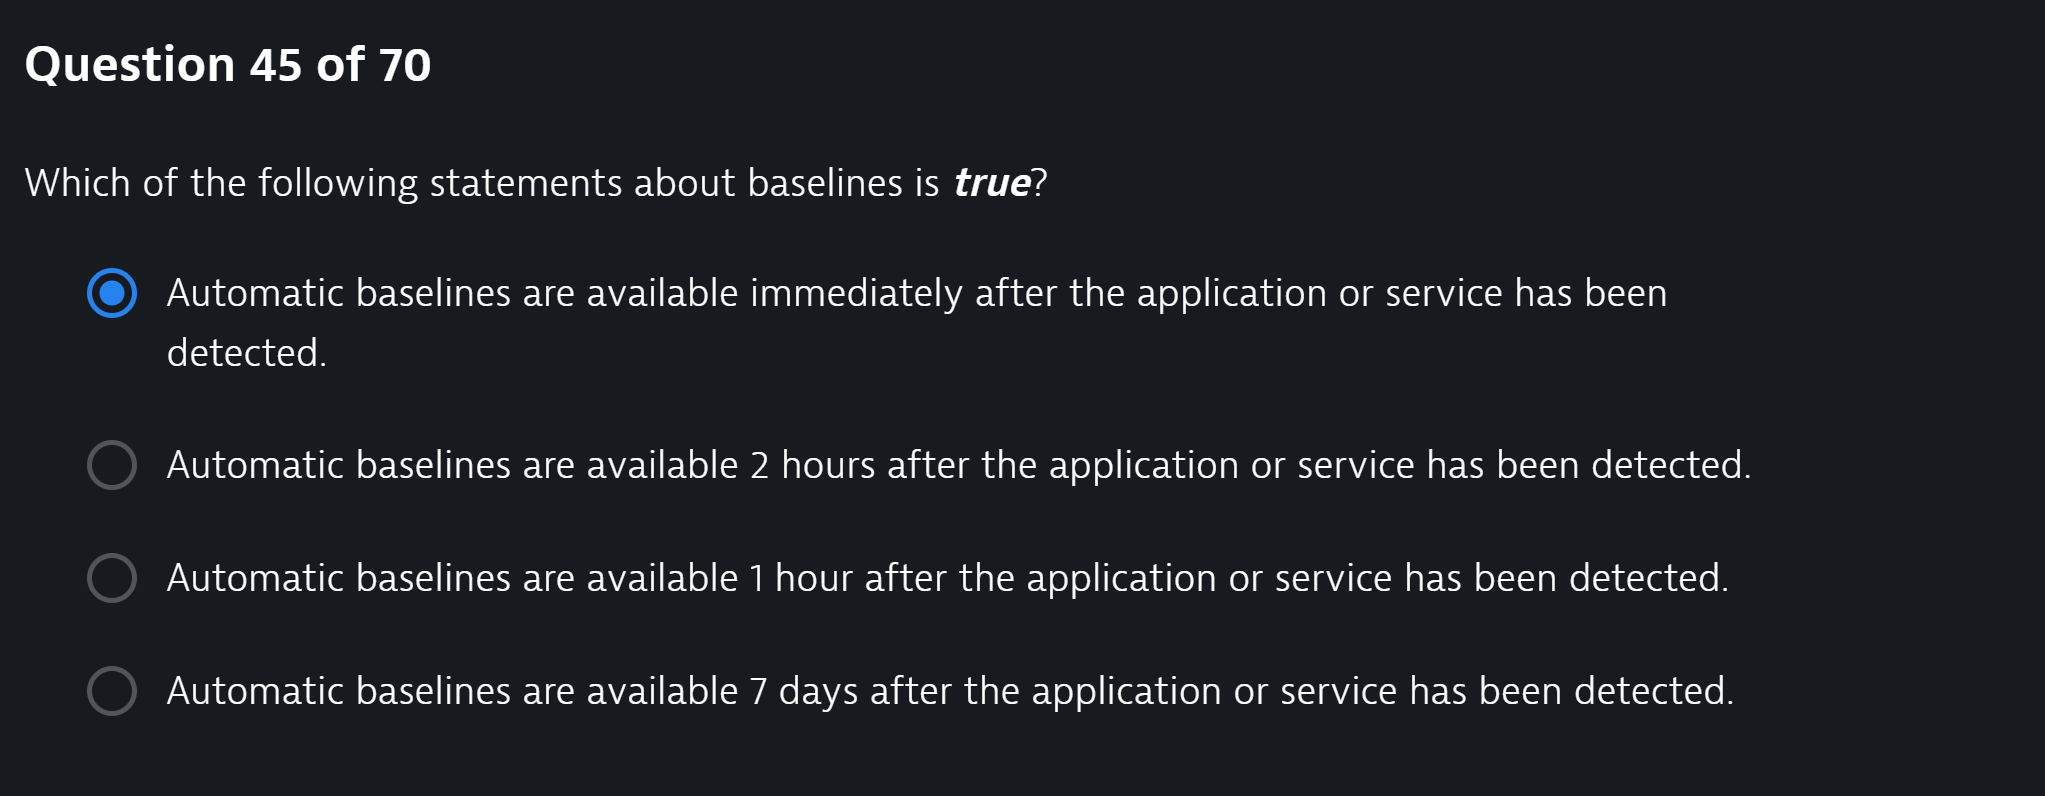 Question 45 of 70
Which of the following statements about baselines is true?
Automatic baselines are available immediately after the application or service has been
detected.
Automatic baselines are available 2 hours after the application or service has been detected.
Automatic baselines are available 1 hour after the application or service has been detected.
Automatic baselines are available 7 days after the application or service has been detected.